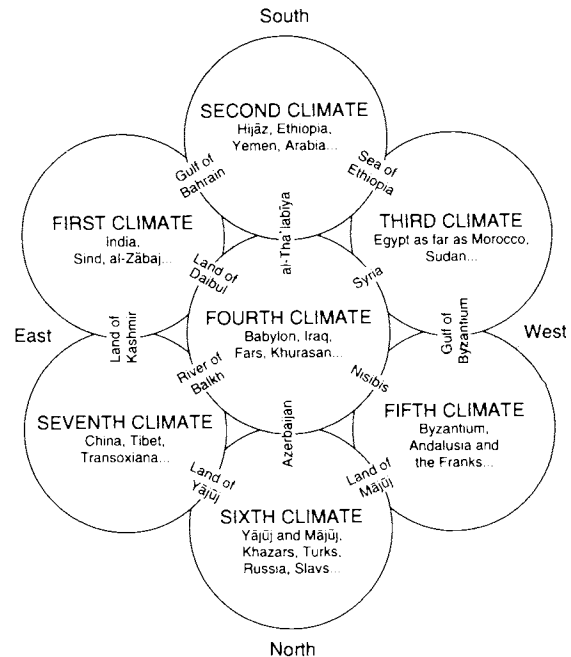 South
SECOND CLIMATE
Hijāz, Ethiopia,
Yemen, Arabia...
Gulf of
Bahrain
Sea of
Ethiopia
FIRST CLIMATE
India,
Sind, al-Zābaj...
THIRD CLIMATE
Egypt as far as Morocco,
Sudan...
al-Tha'labīya
Land of
Daibul
Syria
East
Land of
Kashmir
FOURTH CLIMATE
Babylon, Iraq,
Fars, Khurasan...
Gulf of
Byzantium
West
River of
Balkh
Nisibis
SEVENTH CLIMATE
China, Tibet,
Transoxiana...
Azerbaijan
FIFTH CLIMATE
Byzantium,
Andalusia and
the Franks...
Land of
Yājūj
Land of
Mājūj
SIXTH CLIMATE
Yājūj and Mājūj,
Khazars, Turks,
Russia, Slavs...
North